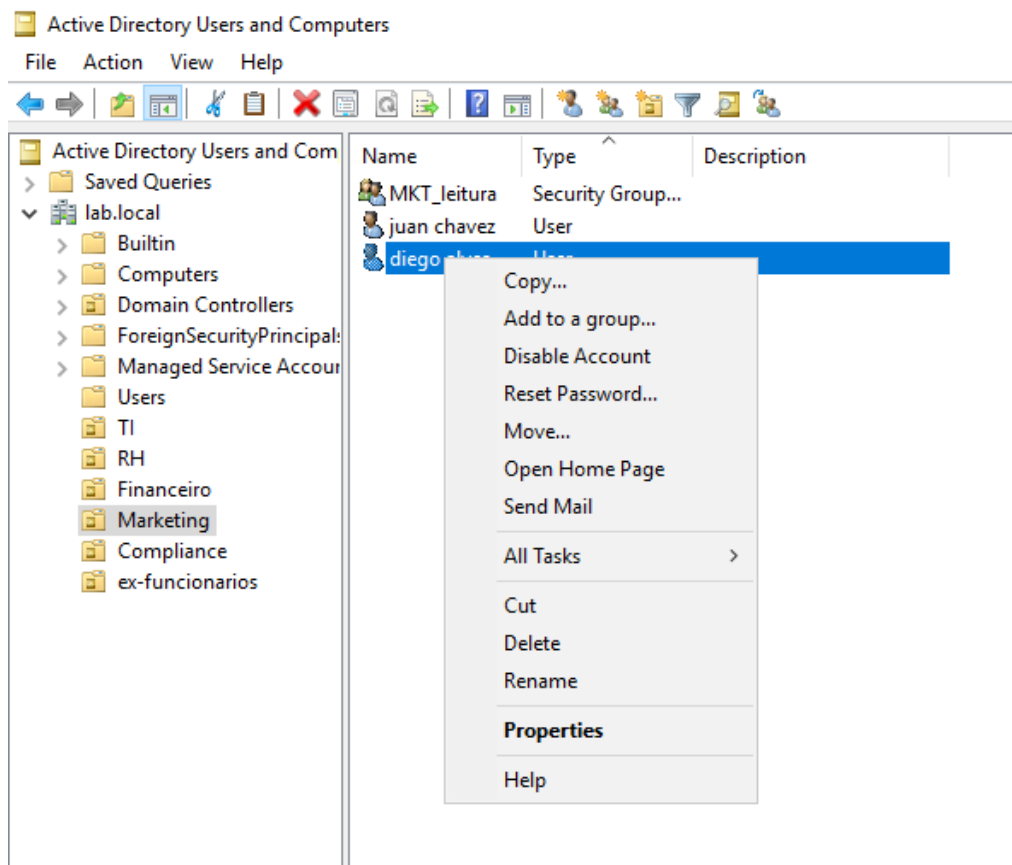 Active Directory Users and Computers
File Action View Help
Active Directory Users and Com
Saved Queries
lab.local
Builtin
Computers
Domain Controllers
ForeignSecurityPrincipals
Managed Service Accour
Users
TI
RH
Financeiro
Marketing
Compliance
ex-funcionarios
Name Type Description
MKT_leitura Security Group...
juan chavez User
diego
Copy...
Add to a group...
Disable Account
Reset Password...
Move...
Open Home Page
Send Mail
All Tasks
Cut
Delete
Rename
Properties
Help